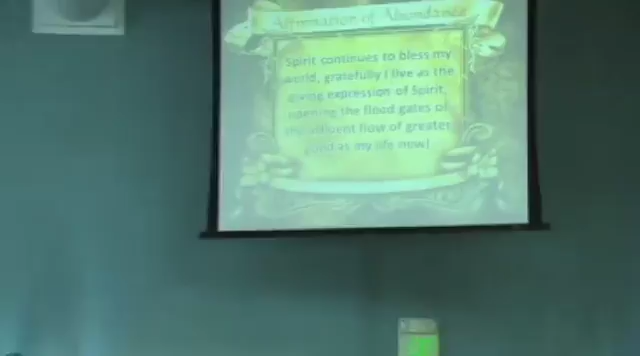 Affirmation of Abundance
Spirit continues to bless my
world, gratefully I live as the
giving expression of Spirit,
opening the flood gates of
affluent flow of greater
good as my life now!